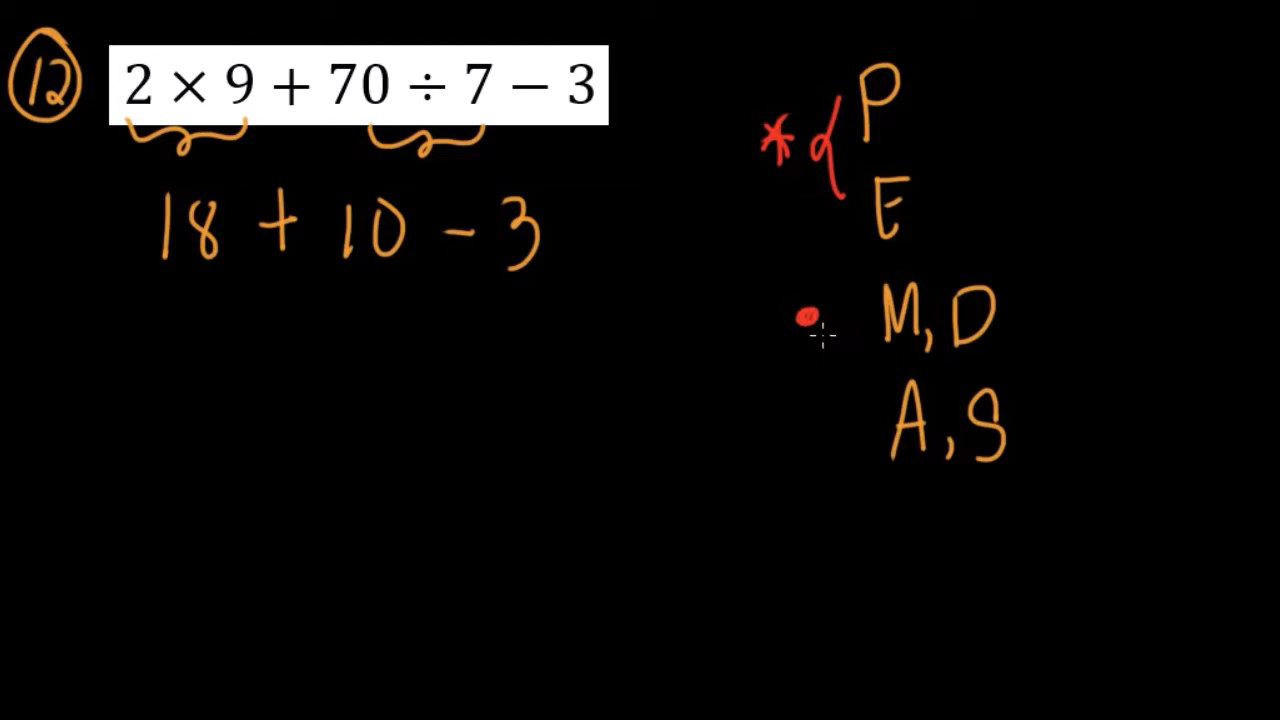 12 2 × 9 + 70 ÷ 7 − 3
18 + 10 - 3
* { P
E
M, D
A, S